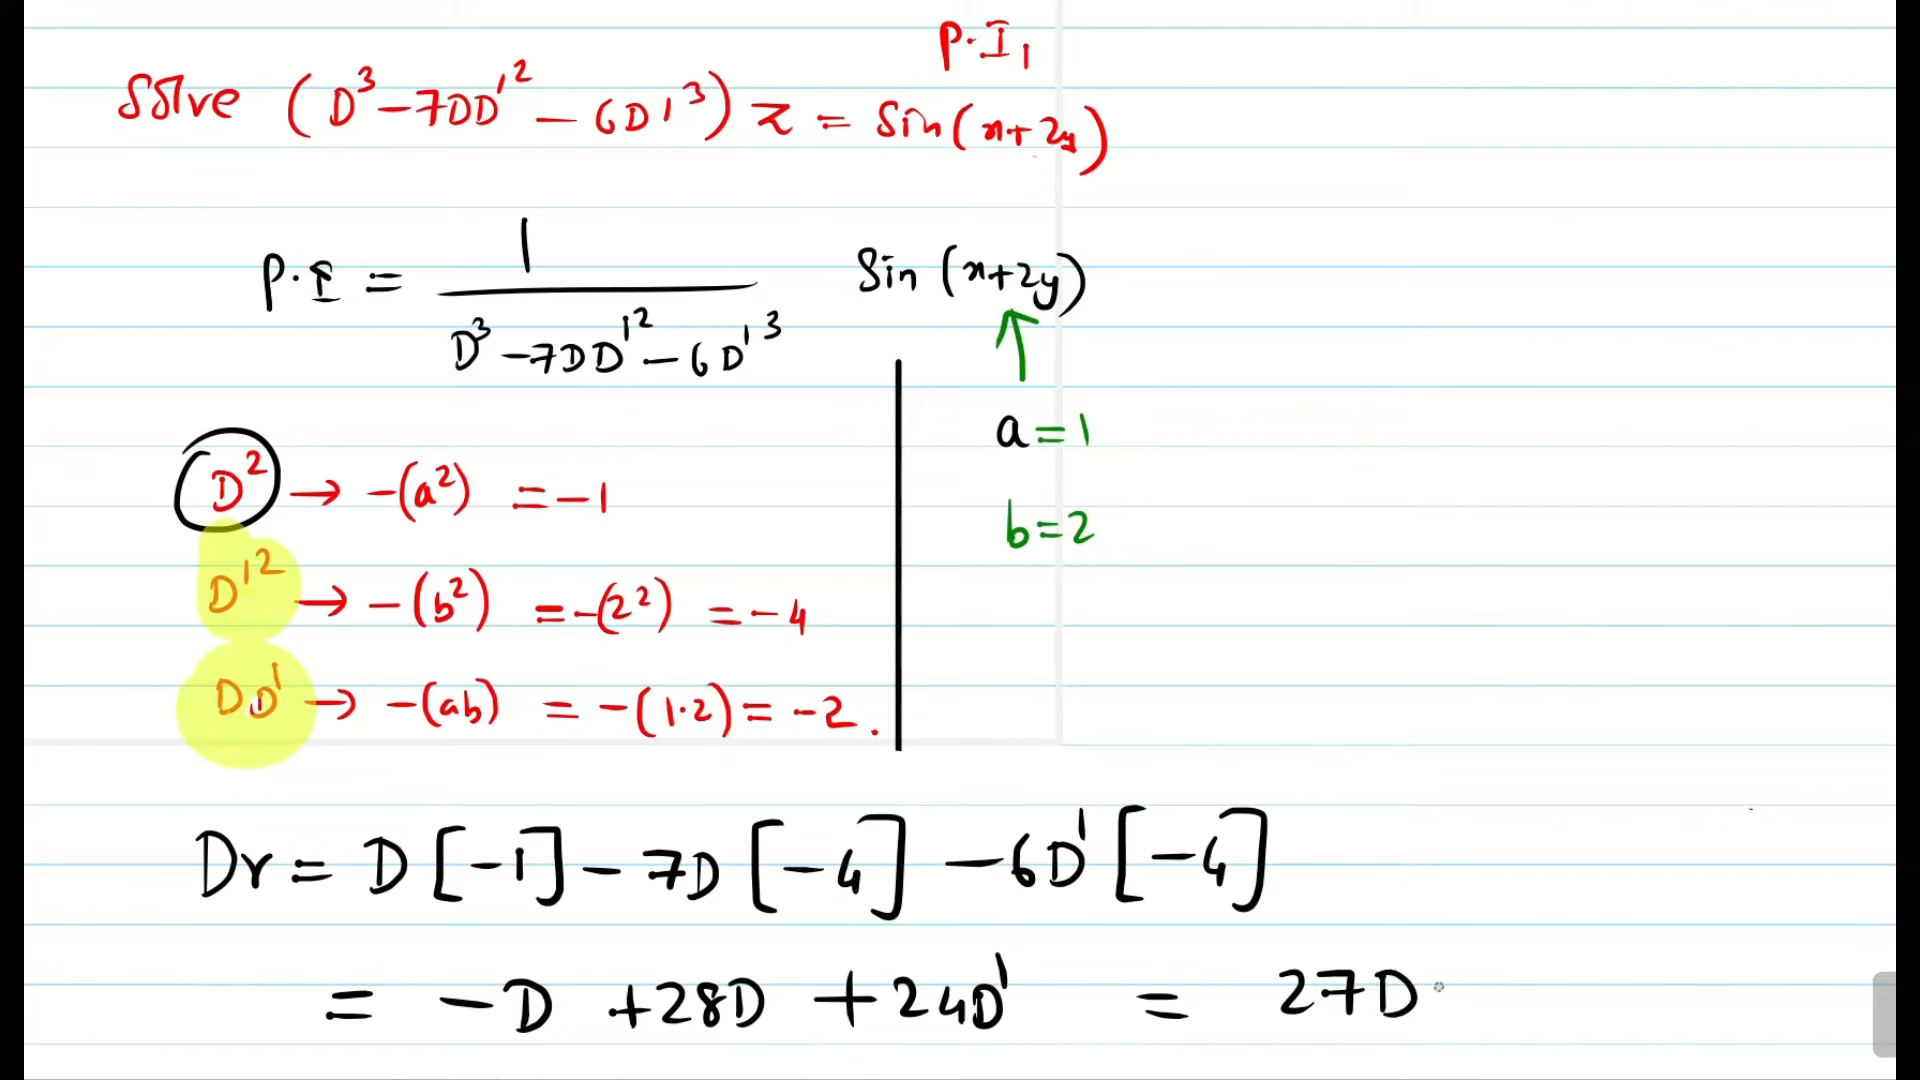 P.I₁
Solve (D³ − 7DD'² − 6D'³) z = Sin(x+2y)
P.I = 1 / (D³ − 7DD'² − 6D'³) Sin (x+2y)
a = 1
b = 2
D² → −(a²) = −1
D'² → −(b²) = −(2²) = −4
DD' → −(ab) = −(1·2) = −2.
Dr = D [−1] − 7D [−4] − 6D' [−4]
= −D + 28D + 24D' = 27D